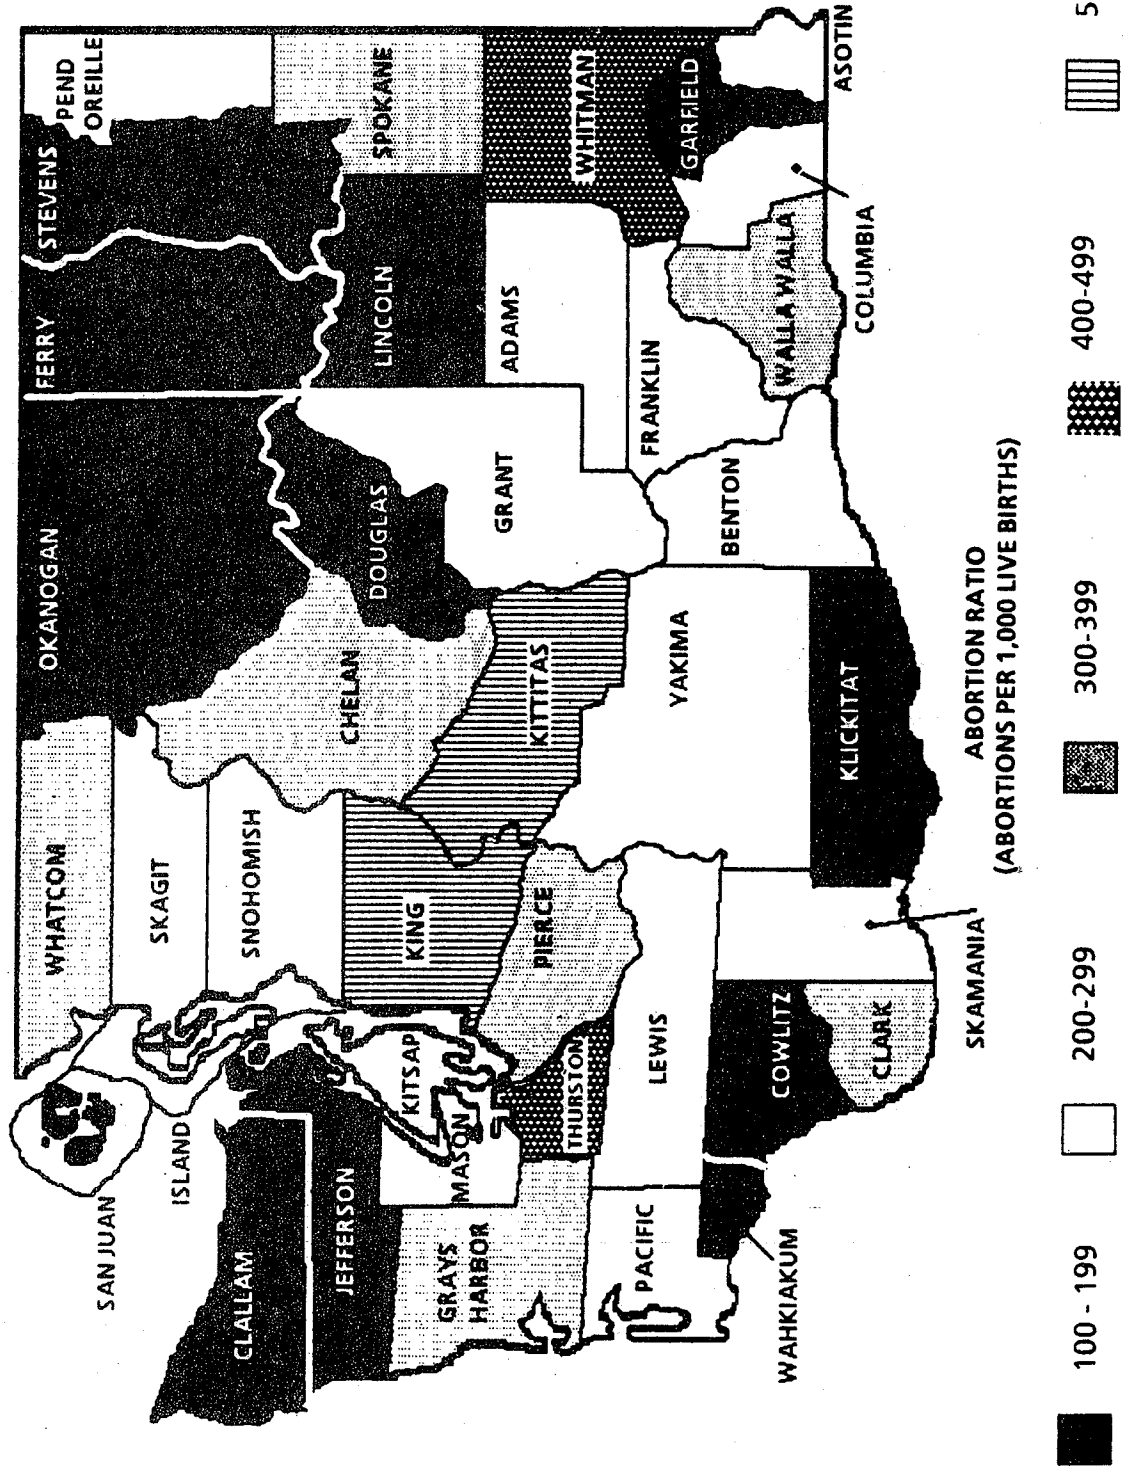 SAN JUAN
WHATCOM
OKANOGAN
FERRY
STEVENS
PEND
OREILLE
ISLAND
SKAGIT
CLALLAM
SNOHOMISH
CHELAN
DOUGLAS
LINCOLN
SPOKANE
JEFFERSON
KITSAP
KING
MASON
GRAYS
HARBOR
KITTITAS
GRANT
ADAMS
WHITMAN
THURSTON
PIERCE
PACIFIC
LEWIS
YAKIMA
BENTON
FRANKLIN
GARFIELD
WAHKIAKUM
COWLITZ
CLARK
KLICKITAT
WALLA WALLA
COLUMBIA
ASOTIN
SKAMANIA
ABORTION RATIO
(ABORTIONS PER 1,000 LIVE BIRTHS)
100 - 199 200-299 300-399 400-499 5